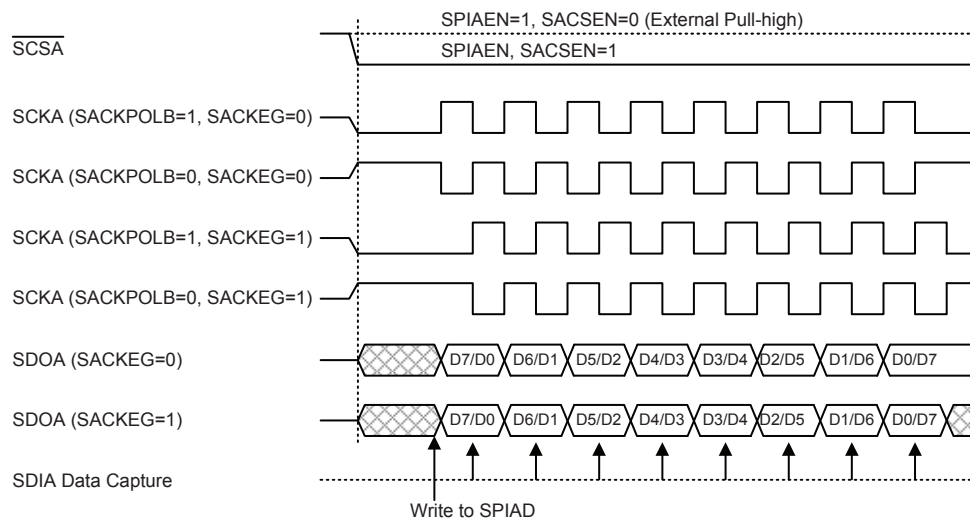 SPIAEN=1, SACSEN=0 (External Pull-high)
SCSA
SPIAEN, SACSEN=1
SCKA (SACKPOLB=1, SACKEG=0)
SCKA (SACKPOLB=0, SACKEG=0)
SCKA (SACKPOLB=1, SACKEG=1)
SCKA (SACKPOLB=0, SACKEG=1)
SDOA (SACKEG=0) D7/D0 D6/D1 D5/D2 D4/D3 D3/D4 D2/D5 D1/D6 D0/D7
SDOA (SACKEG=1) D7/D0 D6/D1 D5/D2 D4/D3 D3/D4 D2/D5 D1/D6 D0/D7
SDIA Data Capture
Write to SPIAD